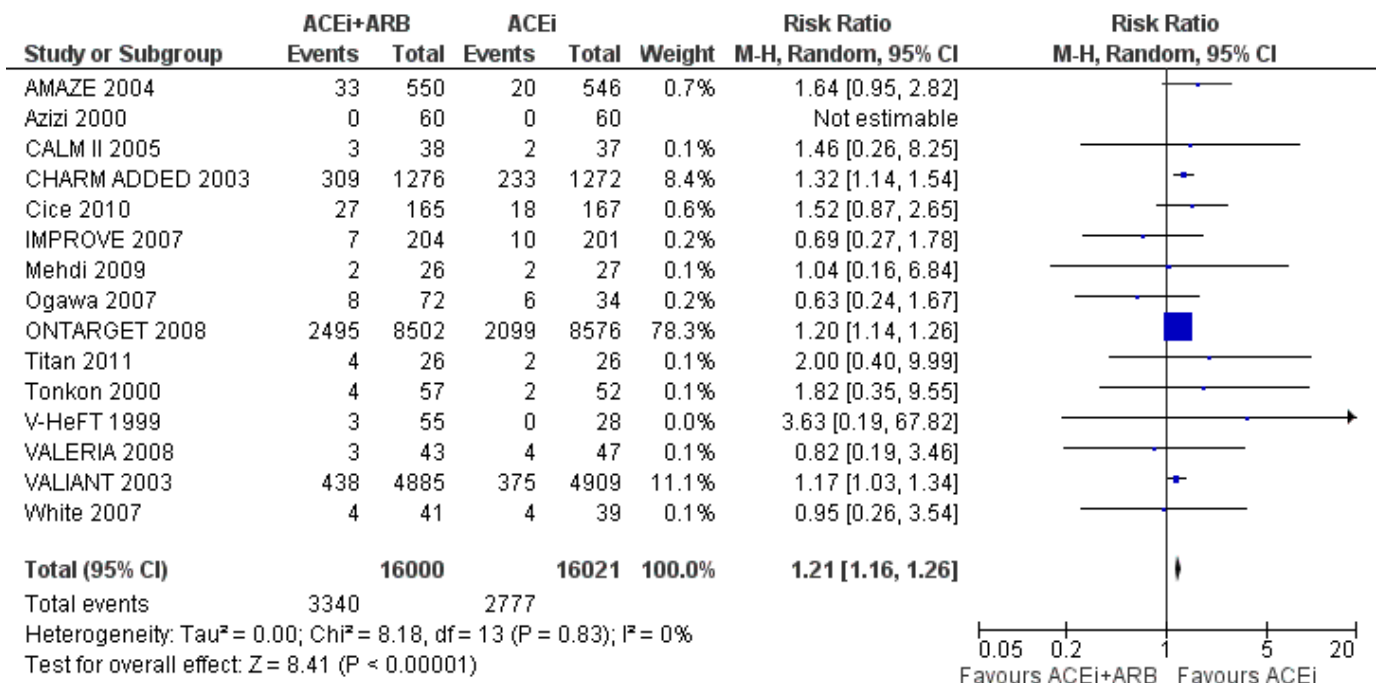 ACEi+ARB ACEi Risk Ratio Risk Ratio
Study or Subgroup Events Total Events Total Weight M-H, Random, 95% CI M-H, Random, 95% CI
AMAZE 2004 33 550 20 546 0.7% 1.64 [0.95, 2.82]
Azizi 2000 0 60 0 60 Not estimable
CALM II 2005 3 38 2 37 0.1% 1.46 [0.26, 8.25]
CHARM ADDED 2003 309 1276 233 1272 8.4% 1.32 [1.14, 1.54]
Cice 2010 27 165 18 167 0.6% 1.52 [0.87, 2.65]
IMPROVE 2007 7 204 10 201 0.2% 0.69 [0.27, 1.78]
Mehdi 2009 2 26 2 27 0.1% 1.04 [0.16, 6.84]
Ogawa 2007 8 72 6 34 0.2% 0.63 [0.24, 1.67]
ONTARGET 2008 2495 8502 2099 8576 78.3% 1.20 [1.14, 1.26]
Titan 2011 4 26 2 26 0.1% 2.00 [0.40, 9.99]
Tonkon 2000 4 57 2 52 0.1% 1.82 [0.35, 9.55]
V-HeFT 1999 3 55 0 28 0.0% 3.63 [0.19, 67.82]
VALERIA 2008 3 43 4 47 0.1% 0.82 [0.19, 3.46]
VALIANT 2003 438 4885 375 4909 11.1% 1.17 [1.03, 1.34]
White 2007 4 41 4 39 0.1% 0.95 [0.26, 3.54]
Total (95% CI) 16000 16021 100.0% 1.21 [1.16, 1.26]
Total events 3340 2777
Heterogeneity: Tau² = 0.00; Chi² = 8.18, df = 13 (P = 0.83); I² = 0%
Test for overall effect: Z = 8.41 (P < 0.00001)
0.05 0.2 1 5 20
Favours ACEi+ARB Favours ACEi